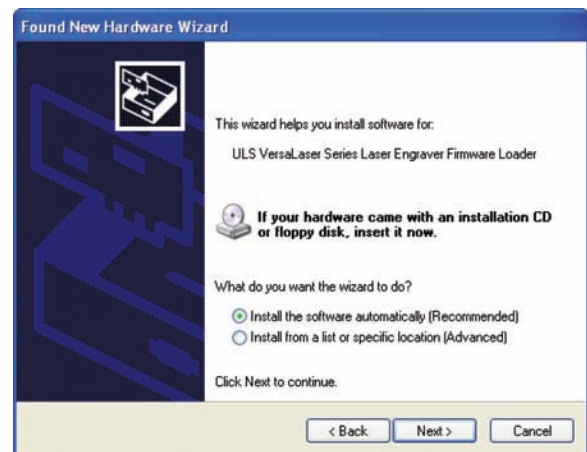 Found New Hardware Wizard
This wizard helps you install software for:
ULS VersaLaser Series Laser Engraver Firmware Loader
If your hardware came with an installation CD
or floppy disk, insert it now.
What do you want the wizard to do?
Install the software automatically (Recommended)
Install from a list or specific location (Advanced)
Click Next to continue.
< Back Next > Cancel